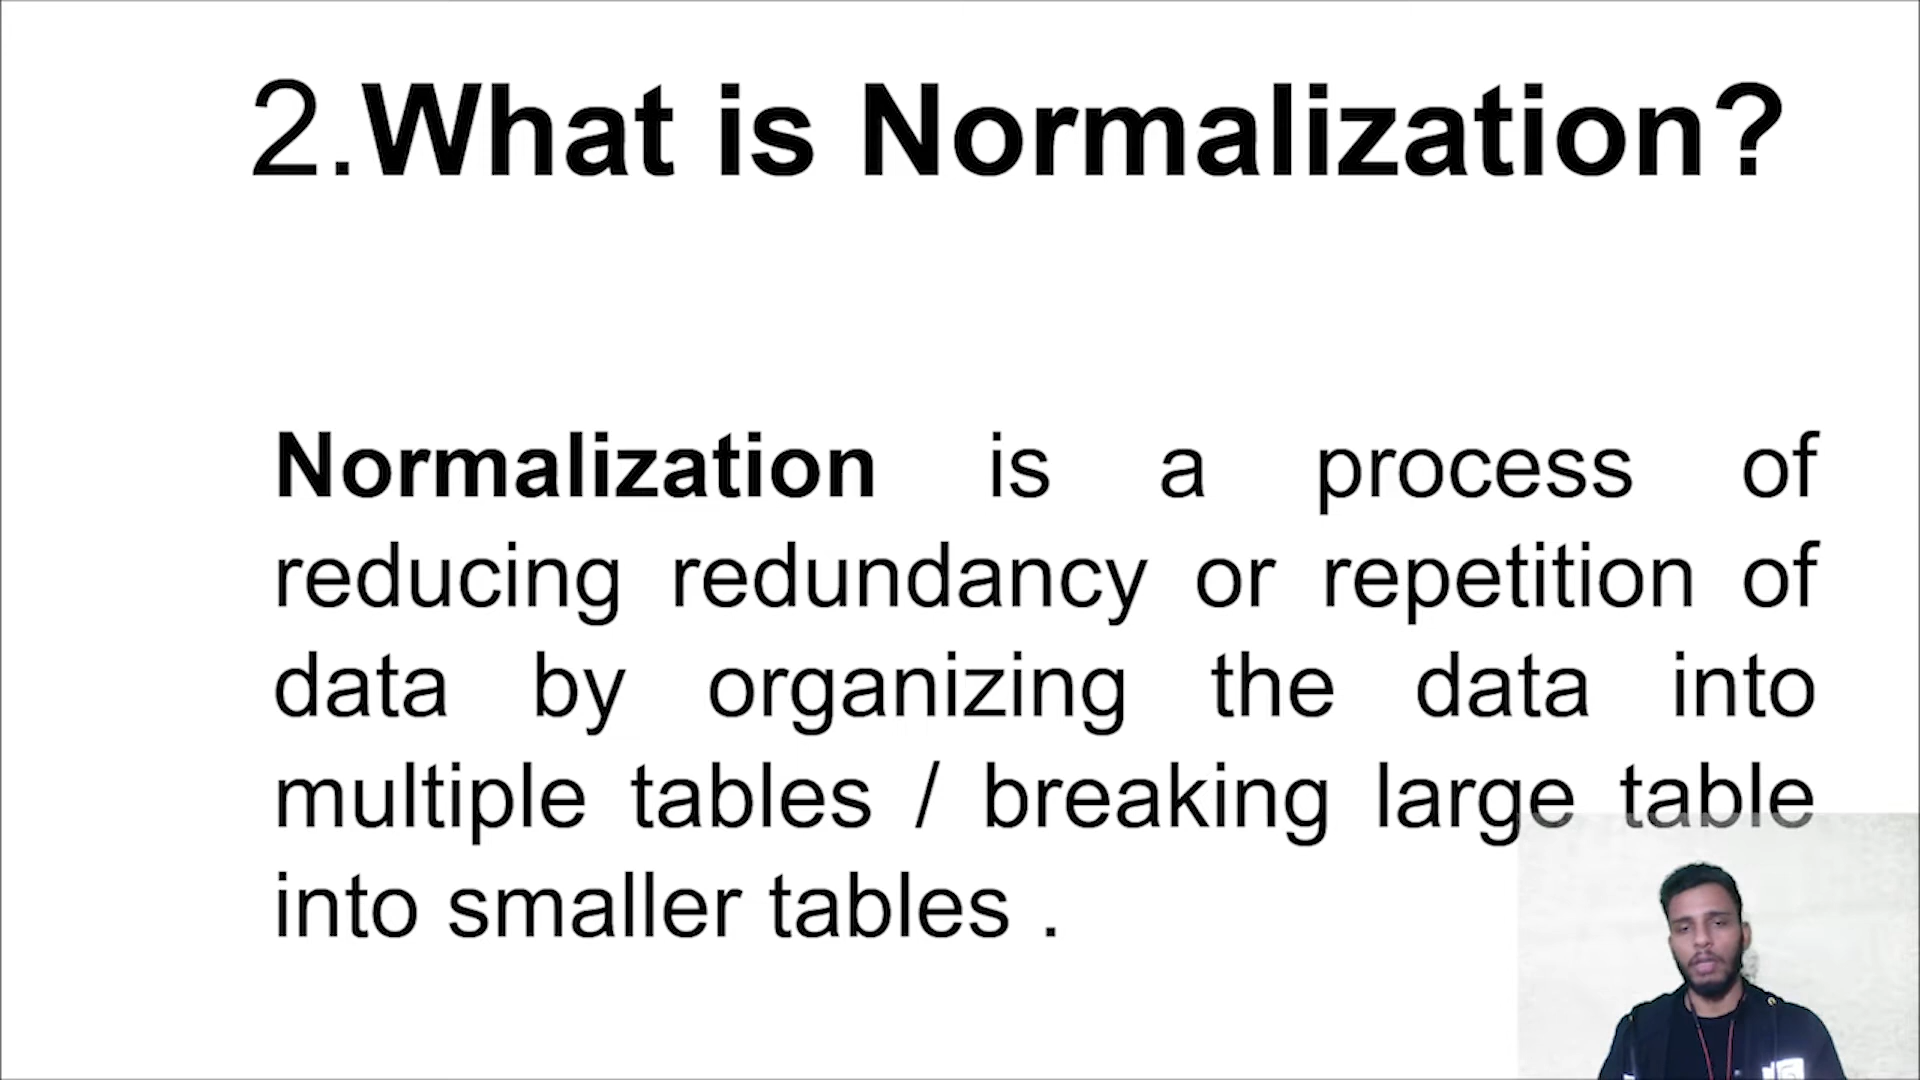 2.What is Normalization?
Normalization is a process of
reducing redundancy or repetition of
data by organizing the data into
multiple tables / breaking large table
into smaller tables .